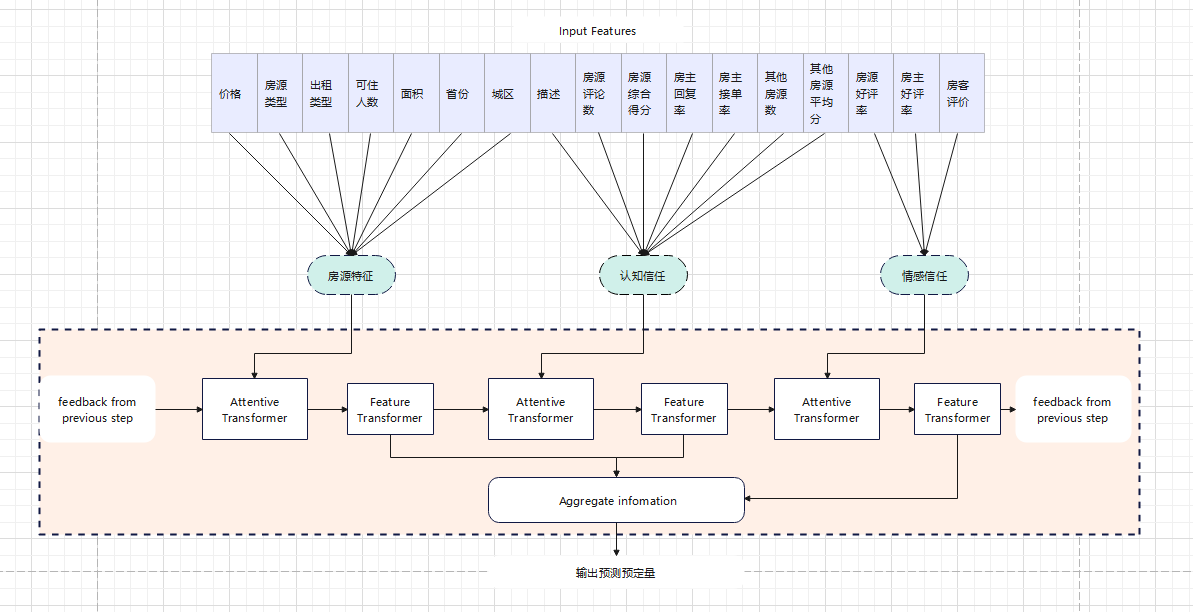 Input Features
价格
房源
类型
出租
类型
可住
人数
面积
首份
城区
描述
房源
评论
数
房源
综合
得分
房主
回复
率
房主
接单
率
其他
房源
数
其他
房源
平均
分
房源
好评
率
房主
好评
率
房客
评价
房源特征
认知信任
情感信任
feedback from
previous step
Attentive
Transformer
Feature
Transformer
Attentive
Transformer
Feature
Transformer
Attentive
Transformer
Feature
Transformer
feedback from
previous step
Aggregate infomation
输出预测预定量